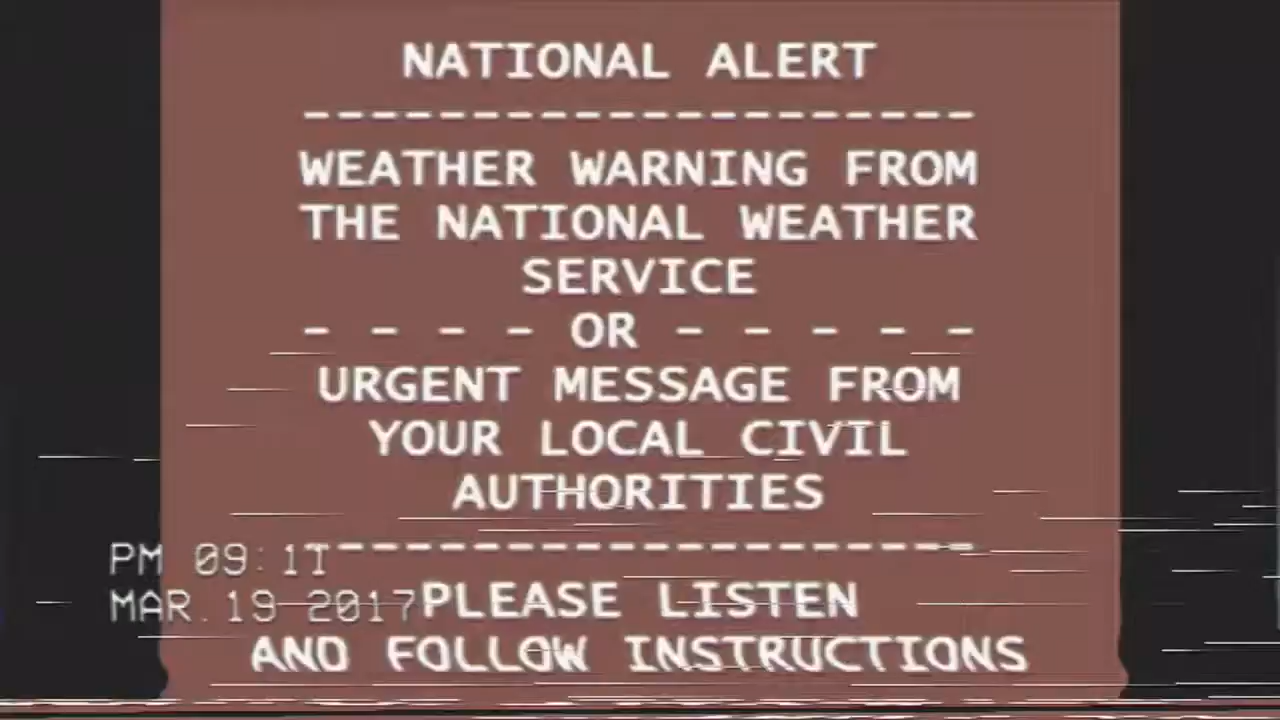 NATIONAL ALERT
--------------------
WEATHER WARNING FROM
THE NATIONAL WEATHER
SERVICE
- - - - OR - - - - -
URGENT MESSAGE FROM
YOUR LOCAL CIVIL
AUTHORITIES
--------------------
PM 09:1
MAR.19 2017
PLEASE LISTEN
AND FOLLOW INSTRUCTIONS